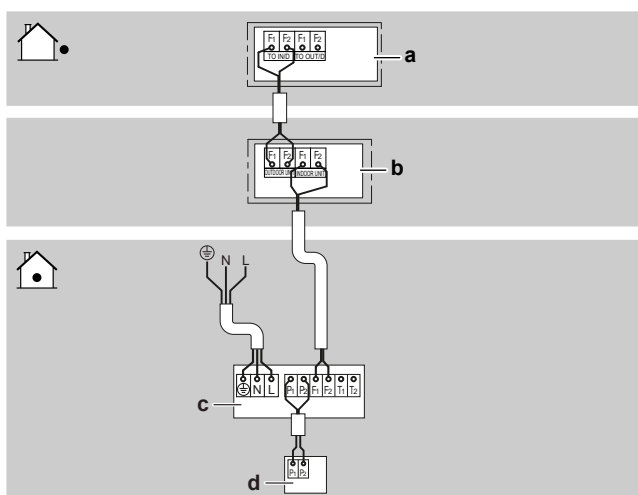 F1 F2 F1 F2
TO IN/D TO OUT/D
a
F1 F2 F1 F2
OUTDOOR UNIT INDOOR UNIT
b
N L
N L P1 P2 F1 F2 T1 T2
c
P1 P2
d